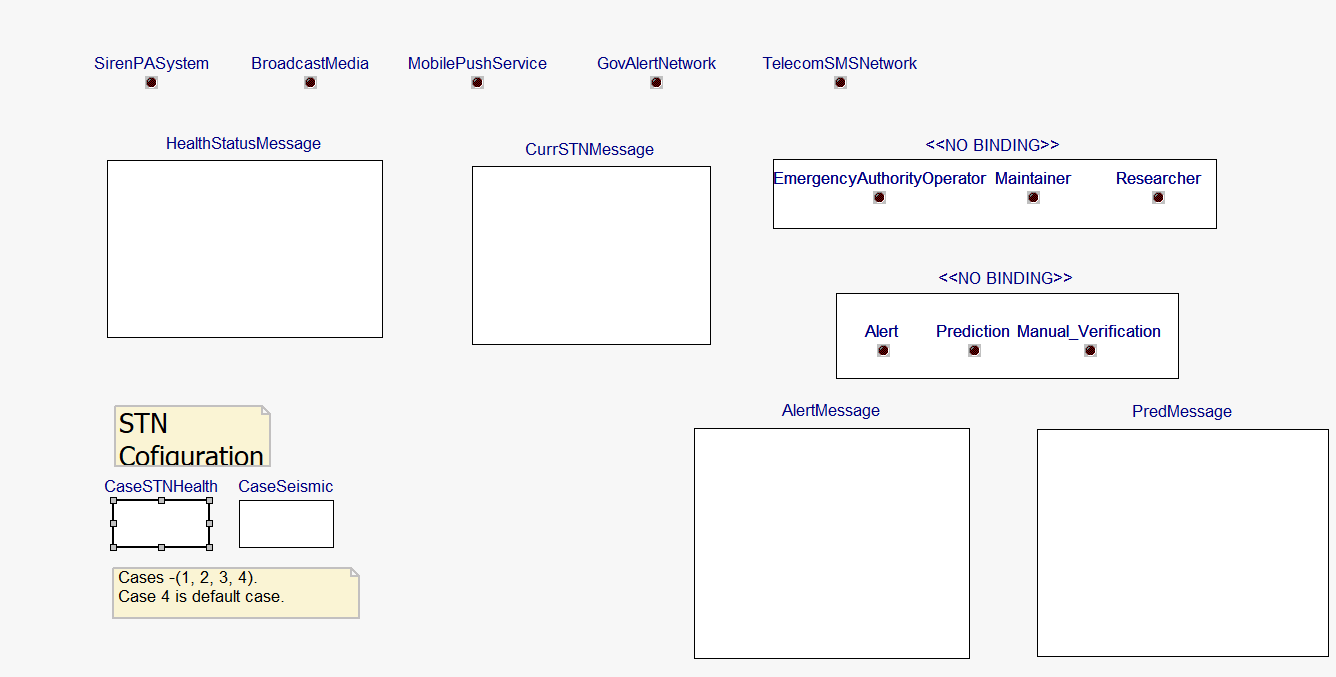 SirenPASystem BroadcastMedia MobilePushService GovAlertNetwork TelecomSMSNetwork
HealthStatusMessage
CurrSTNMessage
<<NO BINDING>>
EmergencyAuthorityOperator Maintainer Researcher
<<NO BINDING>>
Alert Prediction Manual_Verification
AlertMessage
PredMessage
STN
Cofiguration
CaseSTNHealth CaseSeismic
Cases -(1, 2, 3, 4).
Case 4 is default case.